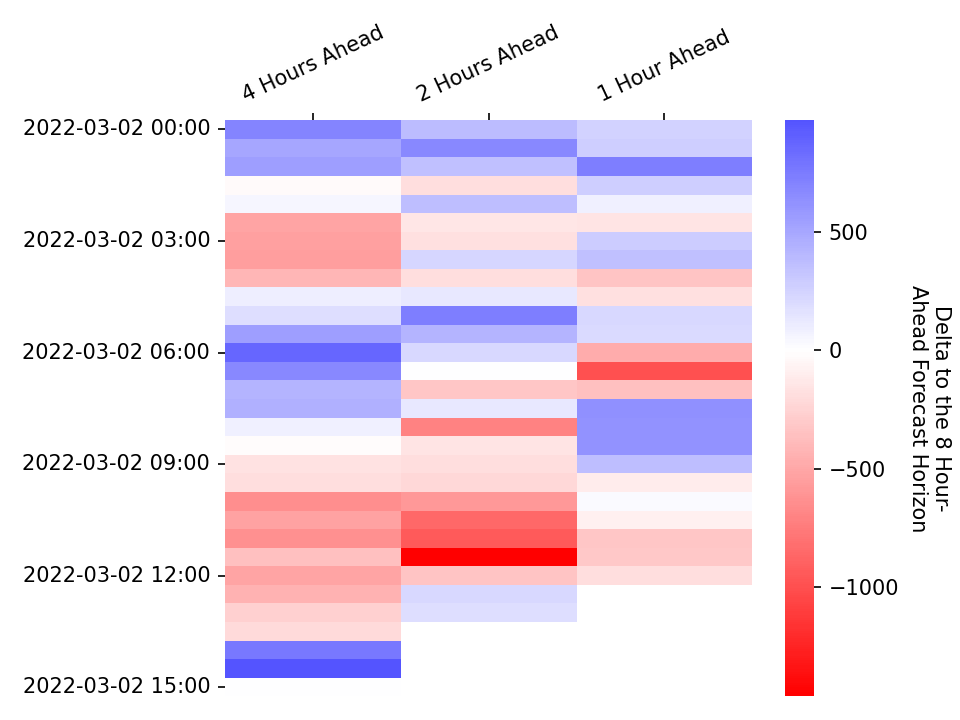 4 Hours Ahead
2 Hours Ahead
1 Hour Ahead
2022-03-02 00:00
2022-03-02 03:00
2022-03-02 06:00
2022-03-02 09:00
2022-03-02 12:00
2022-03-02 15:00
500
0
−500
−1000
Delta to the 8 Hour-
Ahead Forecast Horizon